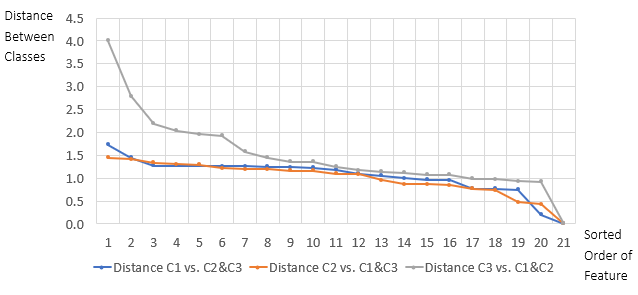 Distance
Between
Classes
4.5
4.0
3.5
3.0
2.5
2.0
1.5
1.0
0.5
0.0
1 2 3 4 5 6 7 8 9 10 11 12 13 14 15 16 17 18 19 20 21
Sorted
Order of
Feature
Distance C1 vs. C2&C3 Distance C2 vs. C1&C3 Distance C3 vs. C1&C2